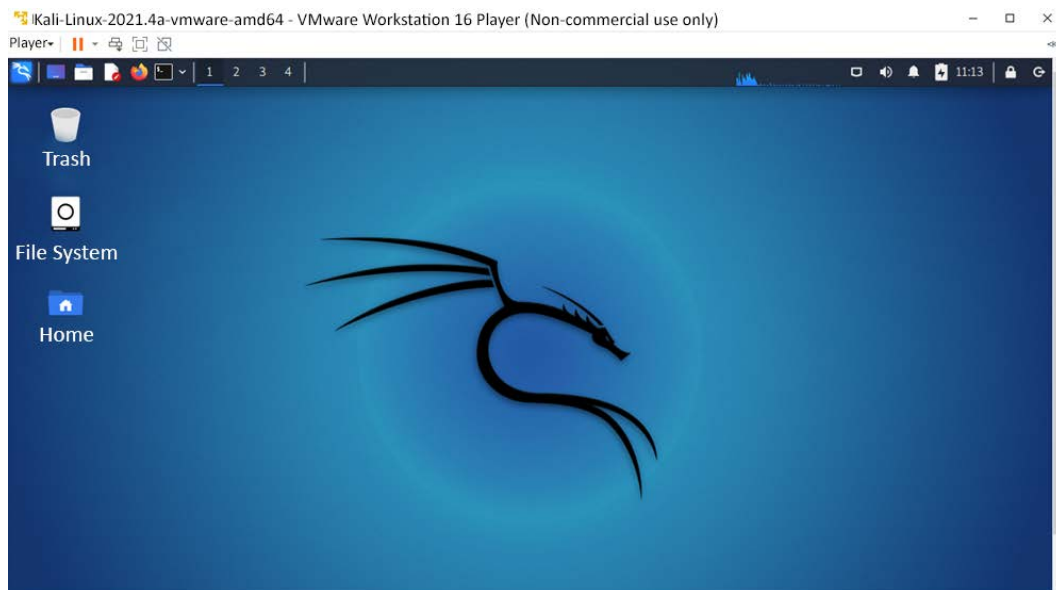 Kali-Linux-2021.4a-vmware-amd64 - VMware Workstation 16 Player (Non-commercial use only)
Player
1 2 3 4 11:13
Trash
File System
Home